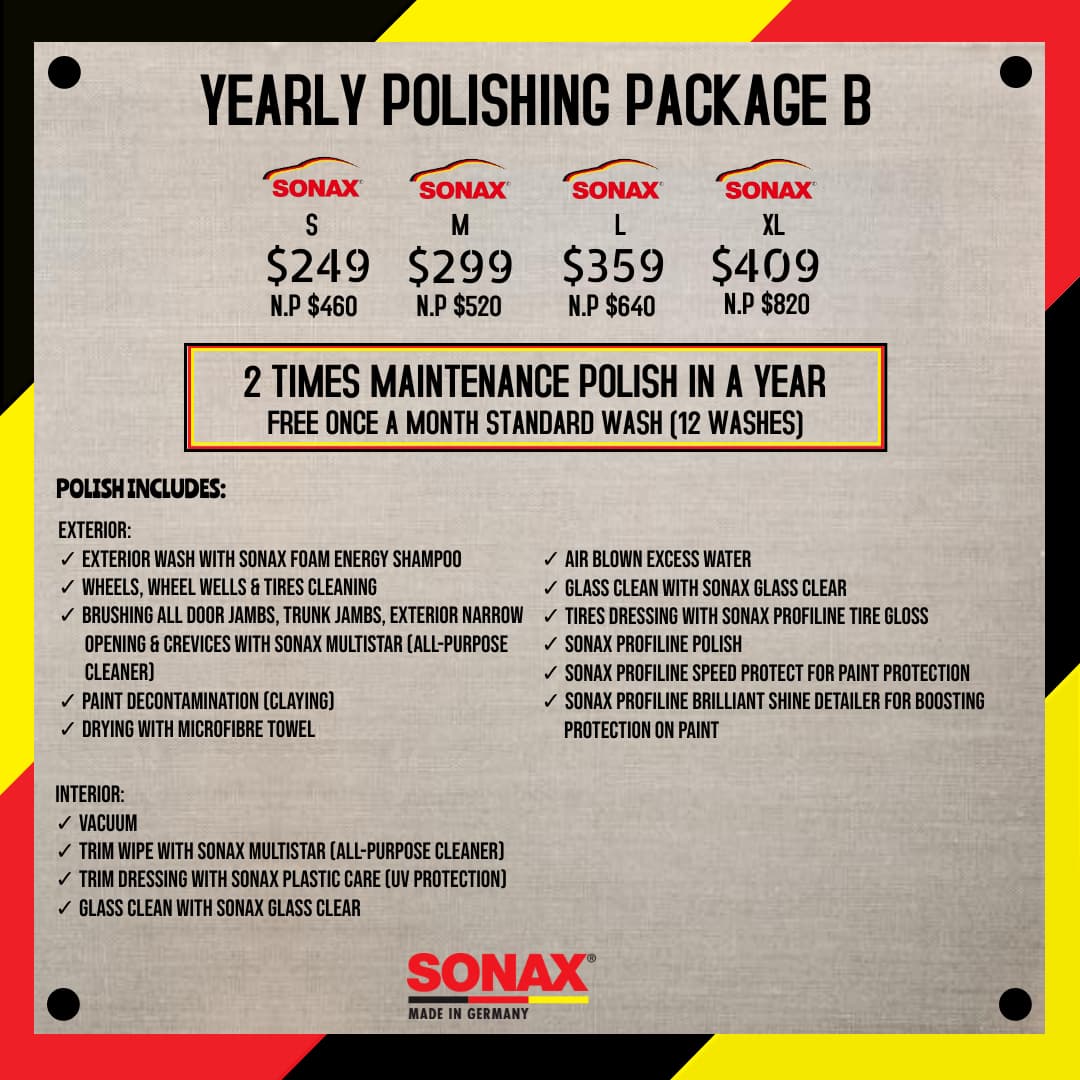 YEARLY POLISHING PACKAGE B
SONAX® SONAX® SONAX® SONAX®
S M L XL
$249 $299 $359 $409
N.P $460 N.P $520 N.P $640 N.P $820
2 TIMES MAINTENANCE POLISH IN A YEAR
FREE ONCE A MONTH STANDARD WASH (12 WASHES)
POLISH INCLUDES:
EXTERIOR:
✓ EXTERIOR WASH WITH SONAX FOAM ENERGY SHAMPOO
✓ WHEELS, WHEEL WELLS & TIRES CLEANING
✓ BRUSHING ALL DOOR JAMBS, TRUNK JAMBS, EXTERIOR NARROW
OPENING & CREVICES WITH SONAX MULTISTAR (ALL-PURPOSE
CLEANER)
✓ PAINT DECONTAMINATION (CLAYING)
✓ DRYING WITH MICROFIBRE TOWEL
✓ AIR BLOWN EXCESS WATER
✓ GLASS CLEAN WITH SONAX GLASS CLEAR
✓ TIRES DRESSING WITH SONAX PROFILINE TIRE GLOSS
✓ SONAX PROFILINE POLISH
✓ SONAX PROFILINE SPEED PROTECT FOR PAINT PROTECTION
✓ SONAX PROFILINE BRILLIANT SHINE DETAILER FOR BOOSTING
PROTECTION ON PAINT
INTERIOR:
✓ VACUUM
✓ TRIM WIPE WITH SONAX MULTISTAR (ALL-PURPOSE CLEANER)
✓ TRIM DRESSING WITH SONAX PLASTIC CARE (UV PROTECTION)
✓ GLASS CLEAN WITH SONAX GLASS CLEAR
SONAX®
MADE IN GERMANY